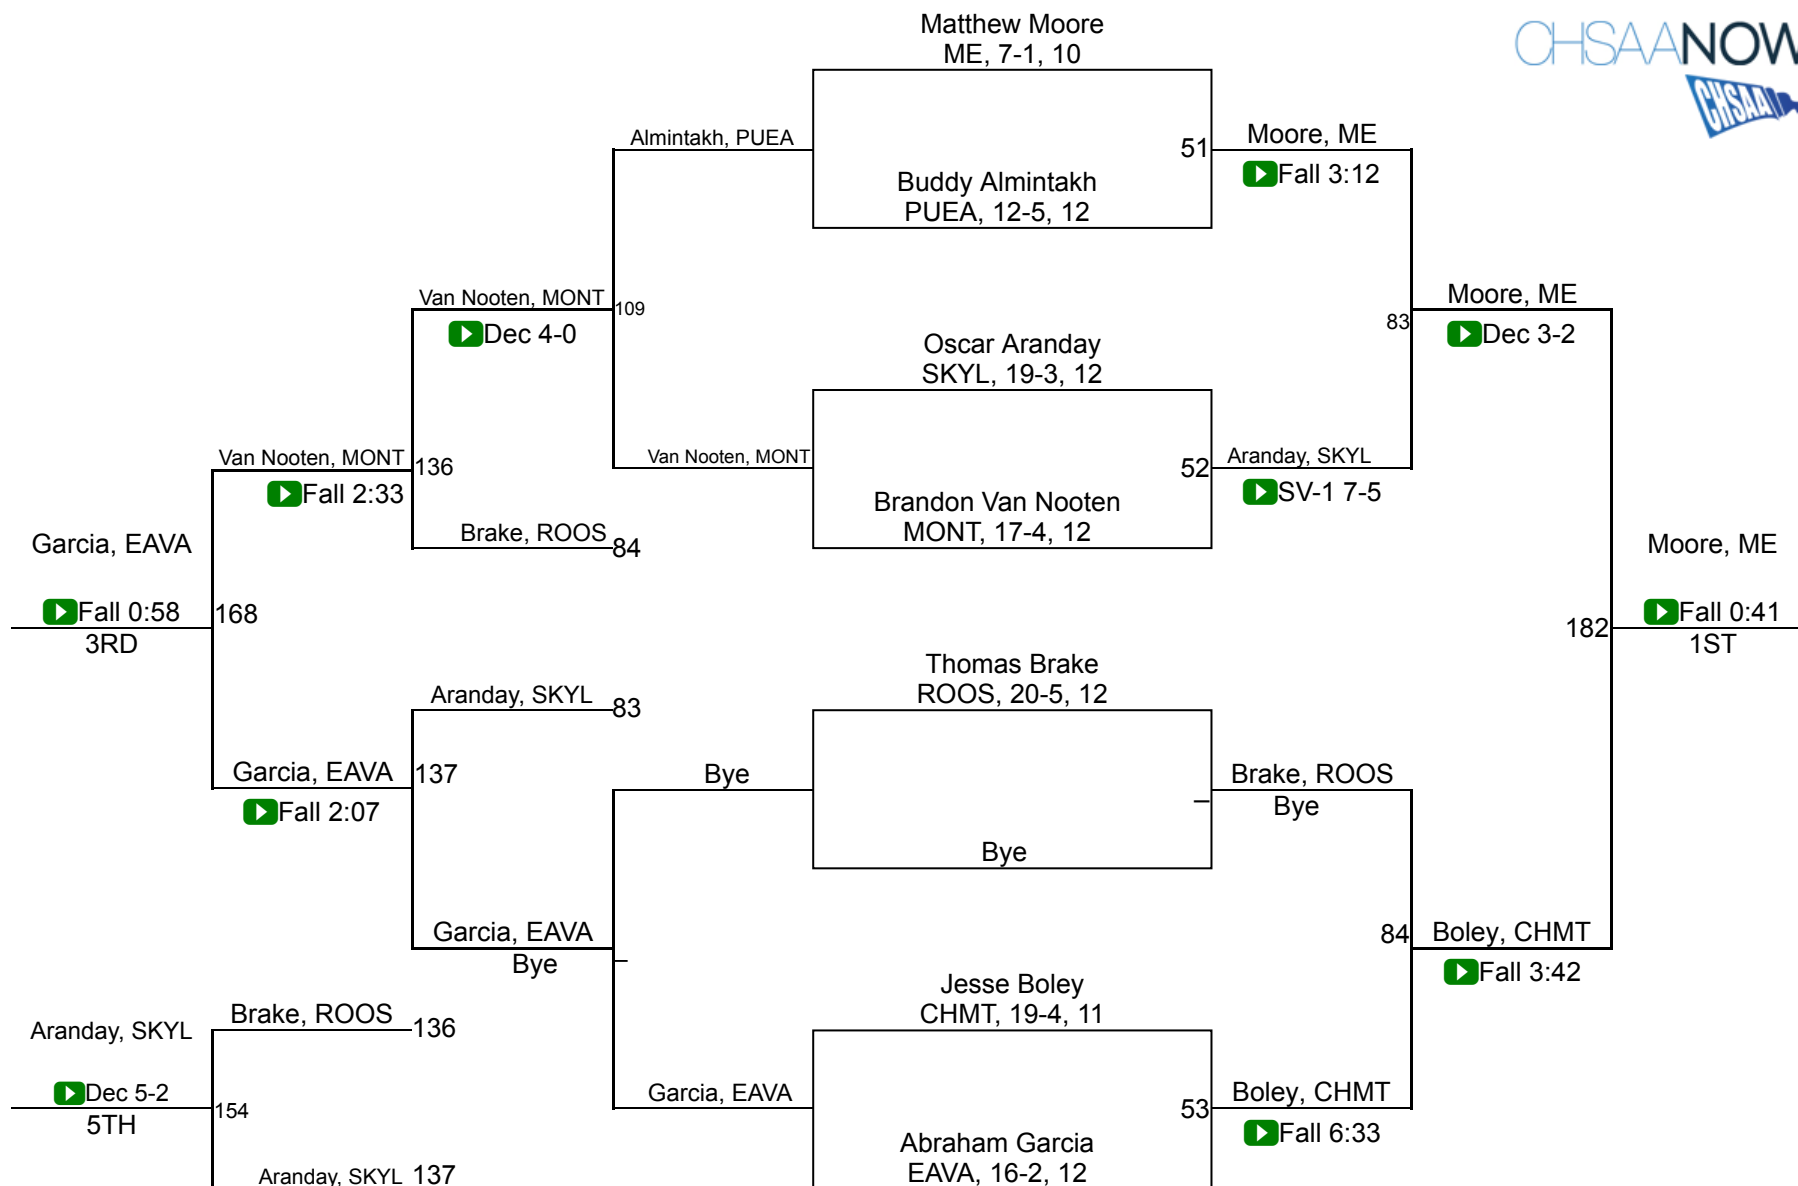 Matthew Moore
ME, 7-1, 10
CHSAANOW
CHSAA
Almintakh, PUEA
51
Moore, ME
Fall 3:12
Buddy Almintakh
PUEA, 12-5, 12
Van Nooten, MONT
109
Dec 4-0
Moore, ME
83
Dec 3-2
Oscar Aranday
SKYL, 19-3, 12
Van Nooten, MONT
136
Fall 2:33
Van Nooten, MONT
52
Aranday, SKYL
SV-1 7-5
Brandon Van Nooten
MONT, 17-4, 12
Brake, ROOS
84
Garcia, EAVA
Fall 0:58
168
3RD
Moore, ME
182
Fall 0:41
1ST
Thomas Brake
ROOS, 20-5, 12
Aranday, SKYL
83
Garcia, EAVA
137
Fall 2:07
Bye
Brake, ROOS
Bye
Bye
Garcia, EAVA
Bye
84
Boley, CHMT
Fall 3:42
Jesse Boley
CHMT, 19-4, 11
Brake, ROOS
136
Aranday, SKYL
Dec 5-2
154
5TH
Garcia, EAVA
53
Boley, CHMT
Fall 6:33
Abraham Garcia
EAVA, 16-2, 12
Aranday, SKYL
137